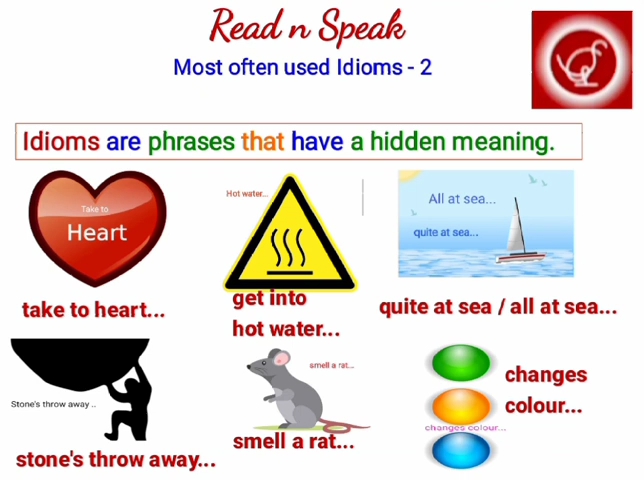 Read n Speak
Most often used Idioms - 2
Idioms are phrases that have a hidden meaning.
Take to
Heart
take to heart...
Hot water...
get into
hot water...
All at sea...
quite at sea...
quite at sea / all at sea...
Stone's throw away ..
stone's throw away...
smell a rat...
smell a rat...
changes
colour...
changes colour...